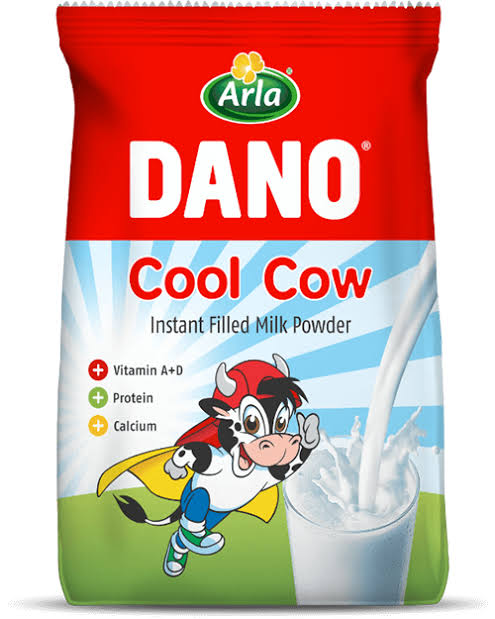 Arla®
DANO®
Cool Cow
Instant Filled Milk Powder
+ Vitamin A+D
+ Protein
+ Calcium